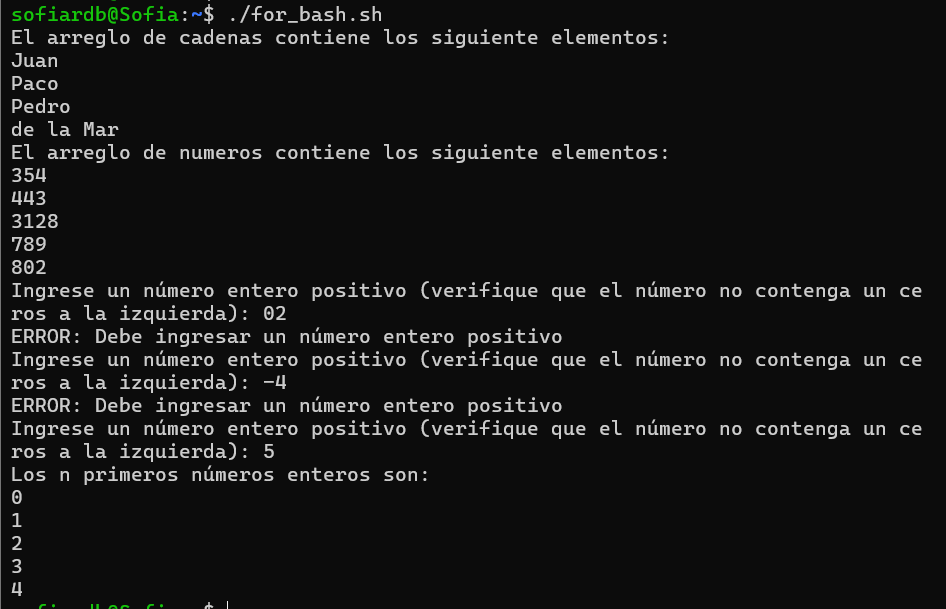 sofiardb@Sofia:~$ ./for_bash.sh
El arreglo de cadenas contiene los siguiente elementos:
Juan
Paco
Pedro
de la Mar
El arreglo de numeros contiene los siguiente elementos:
354
443
3128
789
802
Ingrese un número entero positivo (verifique que el número no contenga un ce
ros a la izquierda): 02
ERROR: Debe ingresar un número entero positivo
Ingrese un número entero positivo (verifique que el número no contenga un ce
ros a la izquierda): -4
ERROR: Debe ingresar un número entero positivo
Ingrese un número entero positivo (verifique que el número no contenga un ce
ros a la izquierda): 5
Los n primeros números enteros son:
0
1
2
3
4